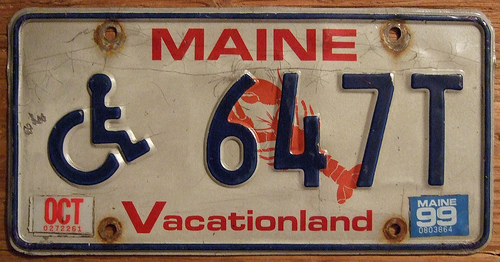 MAINE
647T
OCT
0272261
Vacationland
MAINE
99
0803864